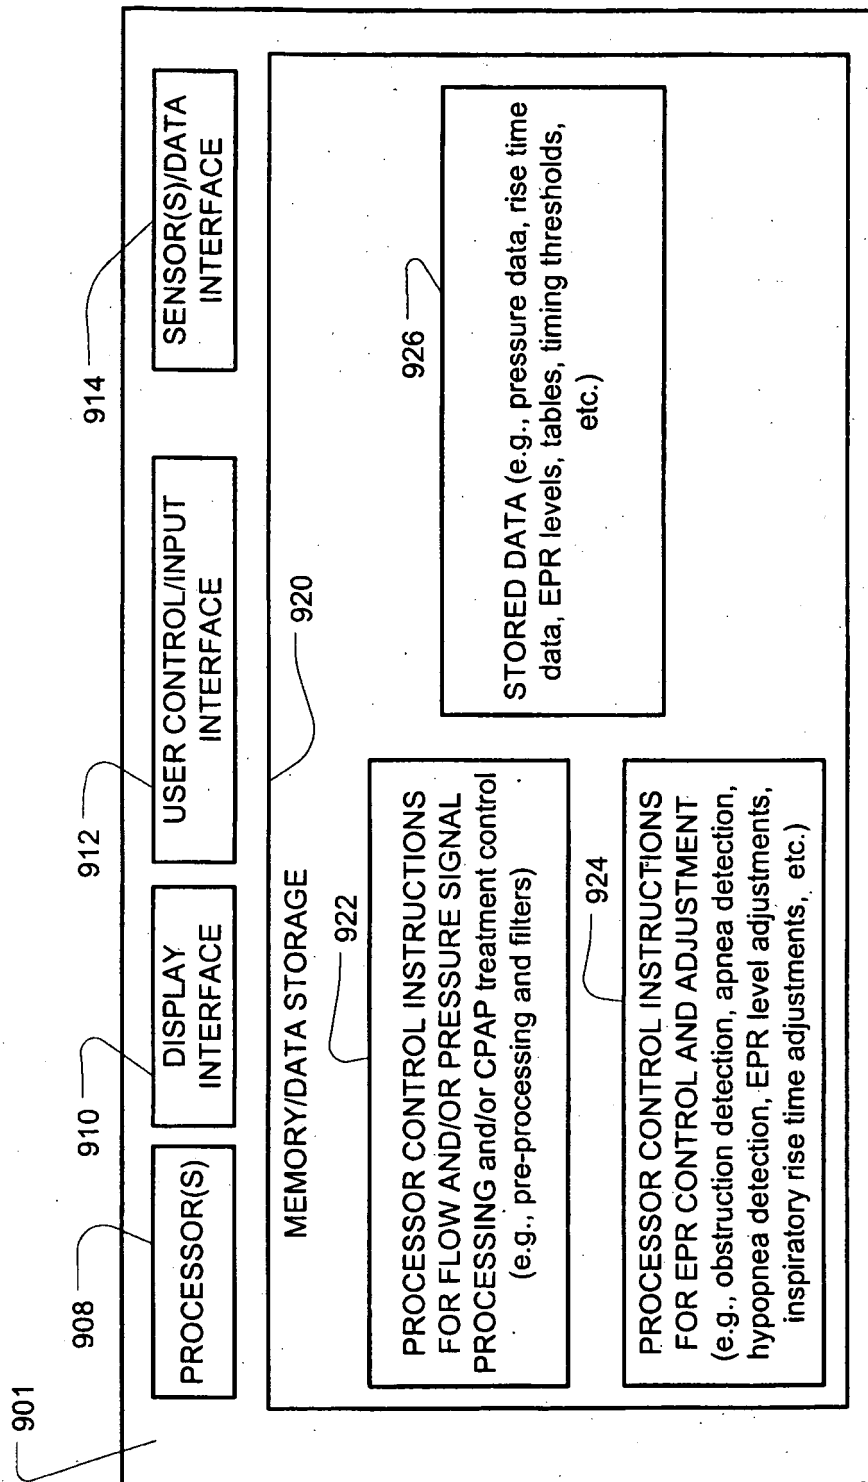 901
908
PROCESSOR(S)
910
DISPLAY
INTERFACE
912
USER CONTROL/INPUT
INTERFACE
914
SENSOR(S)/DATA
INTERFACE
920
MEMORY/DATA STORAGE
922
PROCESSOR CONTROL INSTRUCTIONS
FOR FLOW AND/OR PRESSURE SIGNAL
PROCESSING and/or CPAP treatment control
(e.g., pre-processing and filters)
924
PROCESSOR CONTROL INSTRUCTIONS
FOR EPR CONTROL AND ADJUSTMENT
(e.g., obstruction detection, apnea detection,
hypopnea detection, EPR level adjustments,
inspiratory rise time adjustments, etc.)
926
STORED DATA (e.g., pressure data, rise time
data, EPR levels, tables, timing thresholds,
etc.)